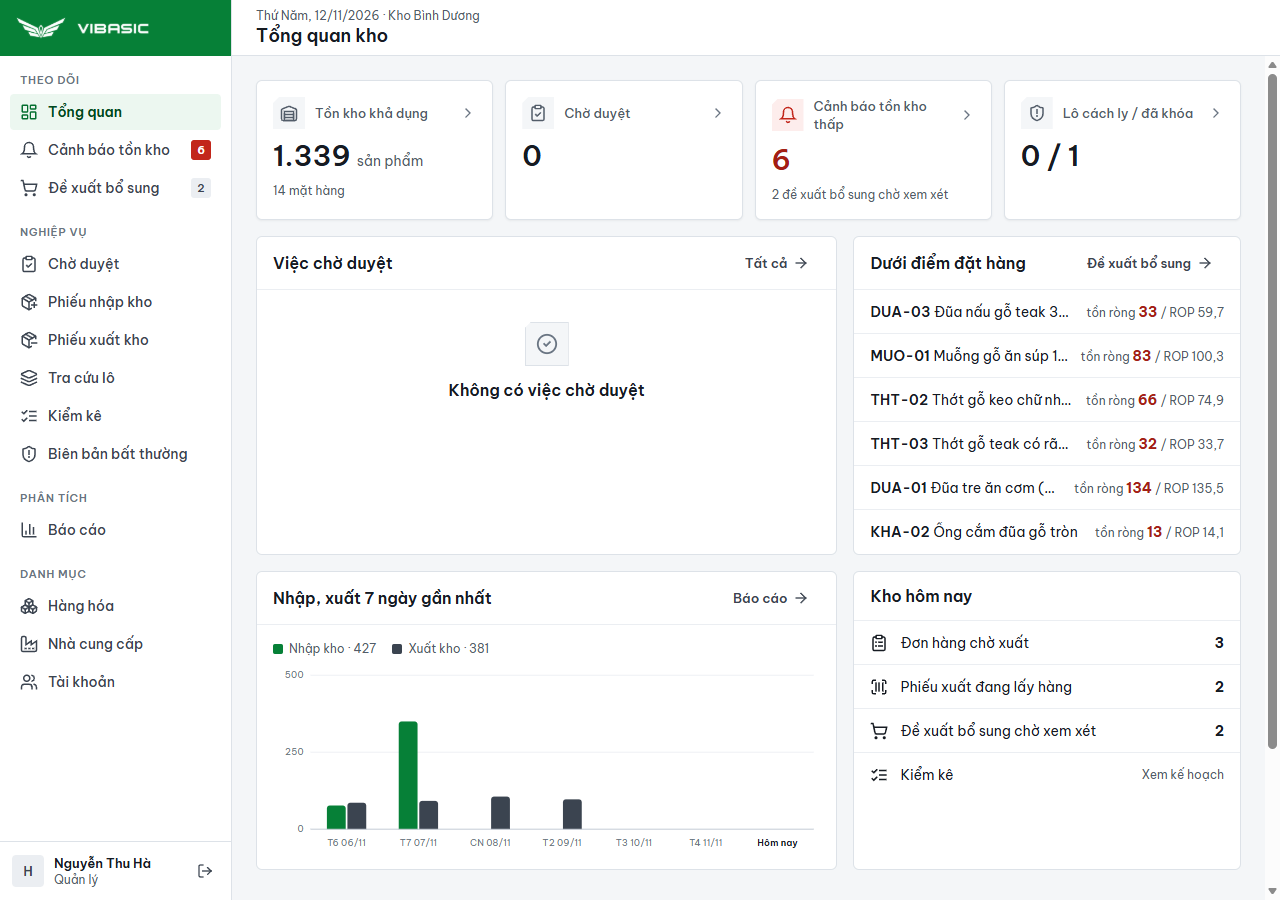 VIBASIC
THEO DÕI
Tổng quan
Cảnh báo tồn kho 6
Đề xuất bổ sung 2
NGHIỆP VỤ
Chờ duyệt
Phiếu nhập kho
Phiếu xuất kho
Tra cứu lô
Kiểm kê
Biên bản bất thường
PHÂN TÍCH
Báo cáo
DANH MỤC
Hàng hóa
Nhà cung cấp
Tài khoản
H
Nguyễn Thu Hà
Quản lý
Thứ Năm, 12/11/2026 · Kho Bình Dương
Tổng quan kho
Tồn kho khả dụng
1.339 sản phẩm
14 mặt hàng
Chờ duyệt
0
Cảnh báo tồn kho
thấp
6
2 đề xuất bổ sung chờ xem xét
Lô cách ly / đã khóa
0 / 1
Việc chờ duyệt
Tất cả
Không có việc chờ duyệt
Dưới điểm đặt hàng
Đề xuất bổ sung
DUA-03 Đũa nấu gỗ teak 3... tồn ròng 33 / ROP 59,7
MUO-01 Muỗng gỗ ăn súp 1... tồn ròng 83 / ROP 100,3
THT-02 Thớt gỗ keo chữ nh... tồn ròng 66 / ROP 74,9
THT-03 Thớt gỗ teak có rã... tồn ròng 32 / ROP 33,7
DUA-01 Đũa tre ăn cơm (... tồn ròng 134 / ROP 135,5
KHA-02 Ống cắm đũa gỗ tròn tồn ròng 13 / ROP 14,1
Nhập, xuất 7 ngày gần nhất
Báo cáo
Nhập kho · 427 Xuất kho · 381
500
250
0
T6 06/11 T7 07/11 CN 08/11 T2 09/11 T3 10/11 T4 11/11 Hôm nay
Kho hôm nay
Đơn hàng chờ xuất 3
Phiếu xuất đang lấy hàng 2
Đề xuất bổ sung chờ xem xét 2
Kiểm kê Xem kế hoạch